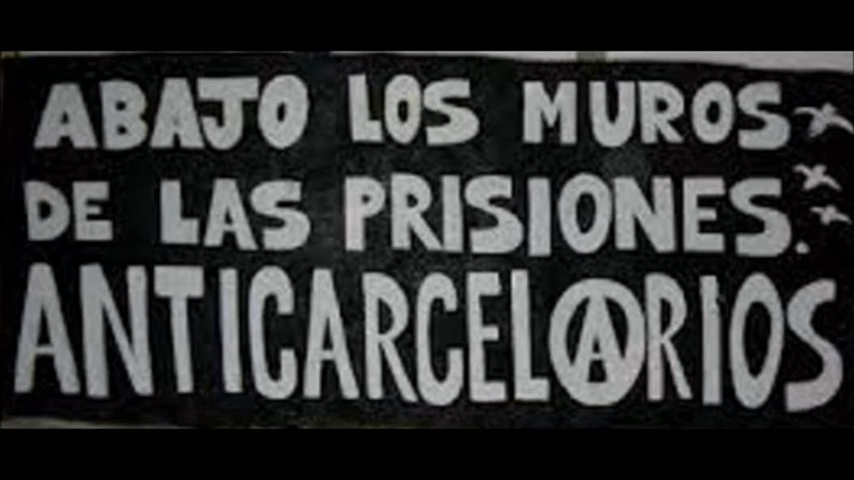 ABAJO LOS MUROS
DE LAS PRISIONES.
ANTICARCELARIOS